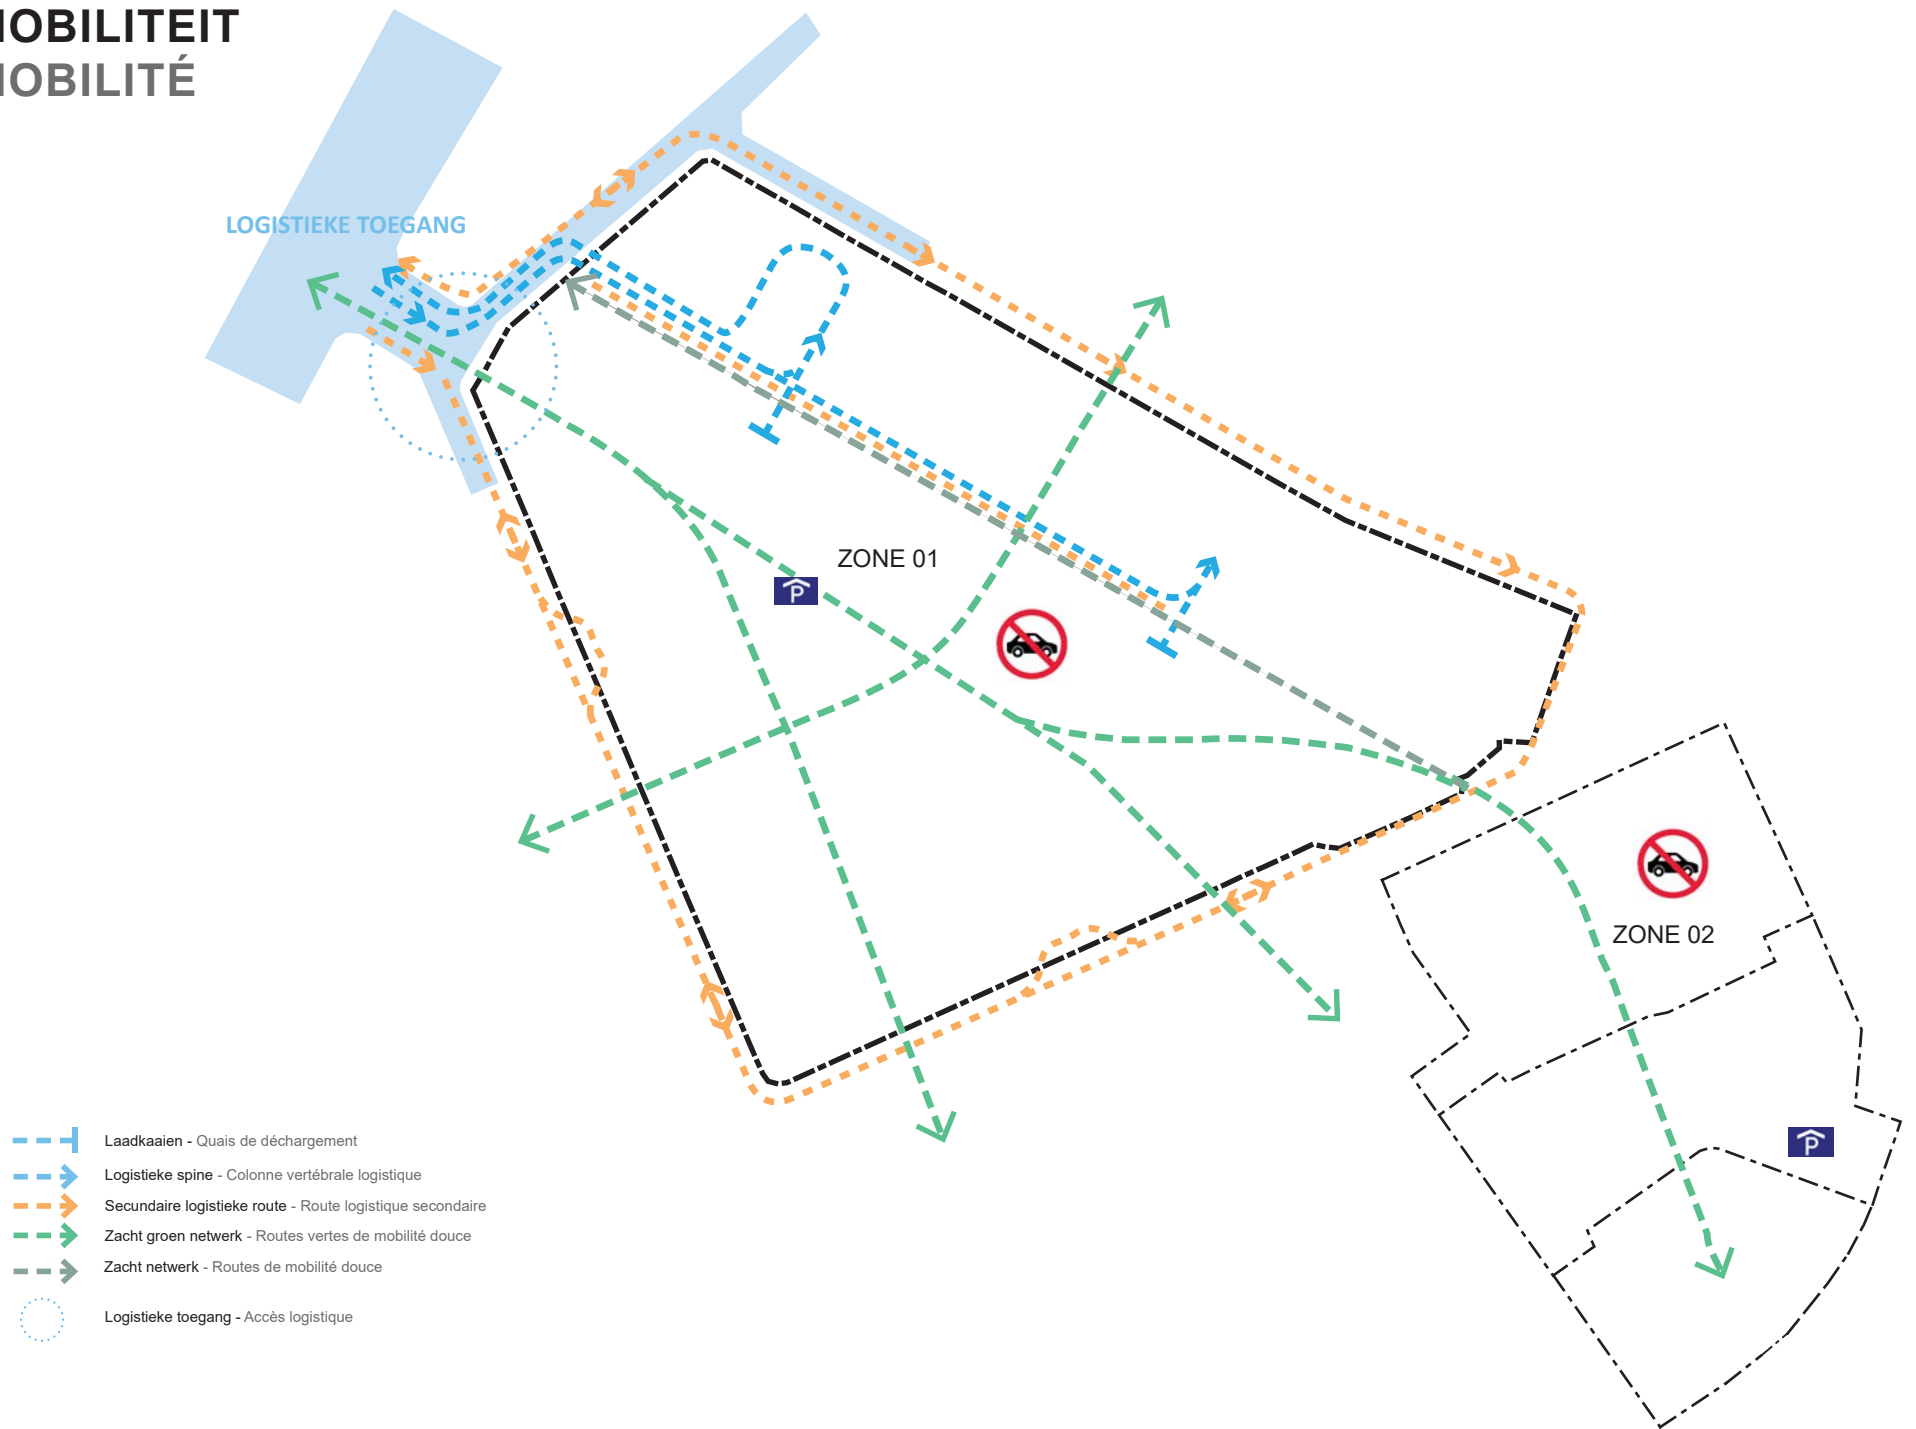 IOBILITEIT
IOBILITÉ
LOGISTIEKE TOEGANG
ZONE 01
P
ZONE 02
P
Laadkaaien - Quais de déchargement
Logistieke spine - Colonne vertébrale logistique
Secundaire logistieke route - Route logistique secondaire
Zacht groen netwerk - Routes vertes de mobilité douce
Zacht netwerk - Routes de mobilité douce
Logistieke toegang - Accès logistique